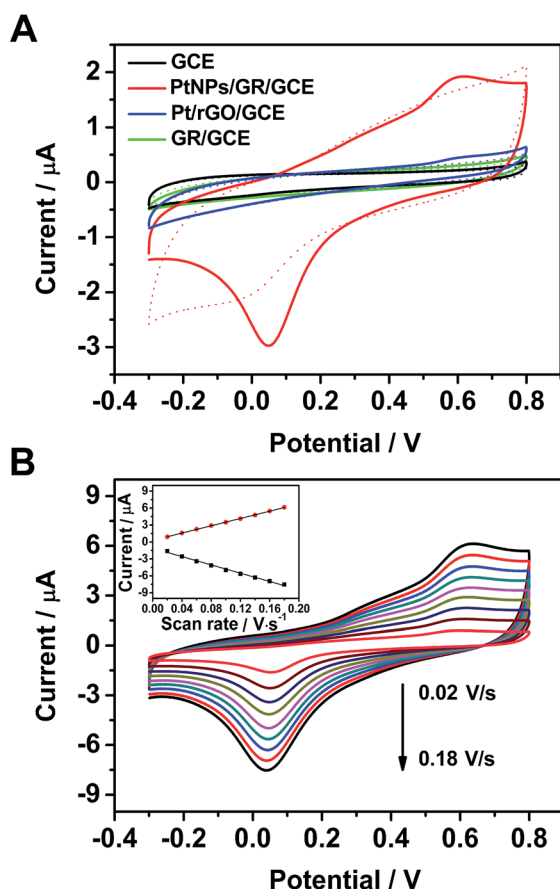 A
GCE
PtNPs/GR/GCE
Pt/rGO/GCE
GR/GCE
2
1
0
-1
-2
-3
Current / μA
-0.4 -0.2 0.0 0.2 0.4 0.6 0.8
Potential / V
B
9
6
3
0
-3
-6
-9
Current / μA
9
6
3
0
-3
-6
-9
Current / μA
0.00 0.04 0.08 0.12 0.16 0.20
Scan rate / V·s-1
0.02 V/s
0.18 V/s
-0.4 -0.2 0.0 0.2 0.4 0.6 0.8
Potential / V